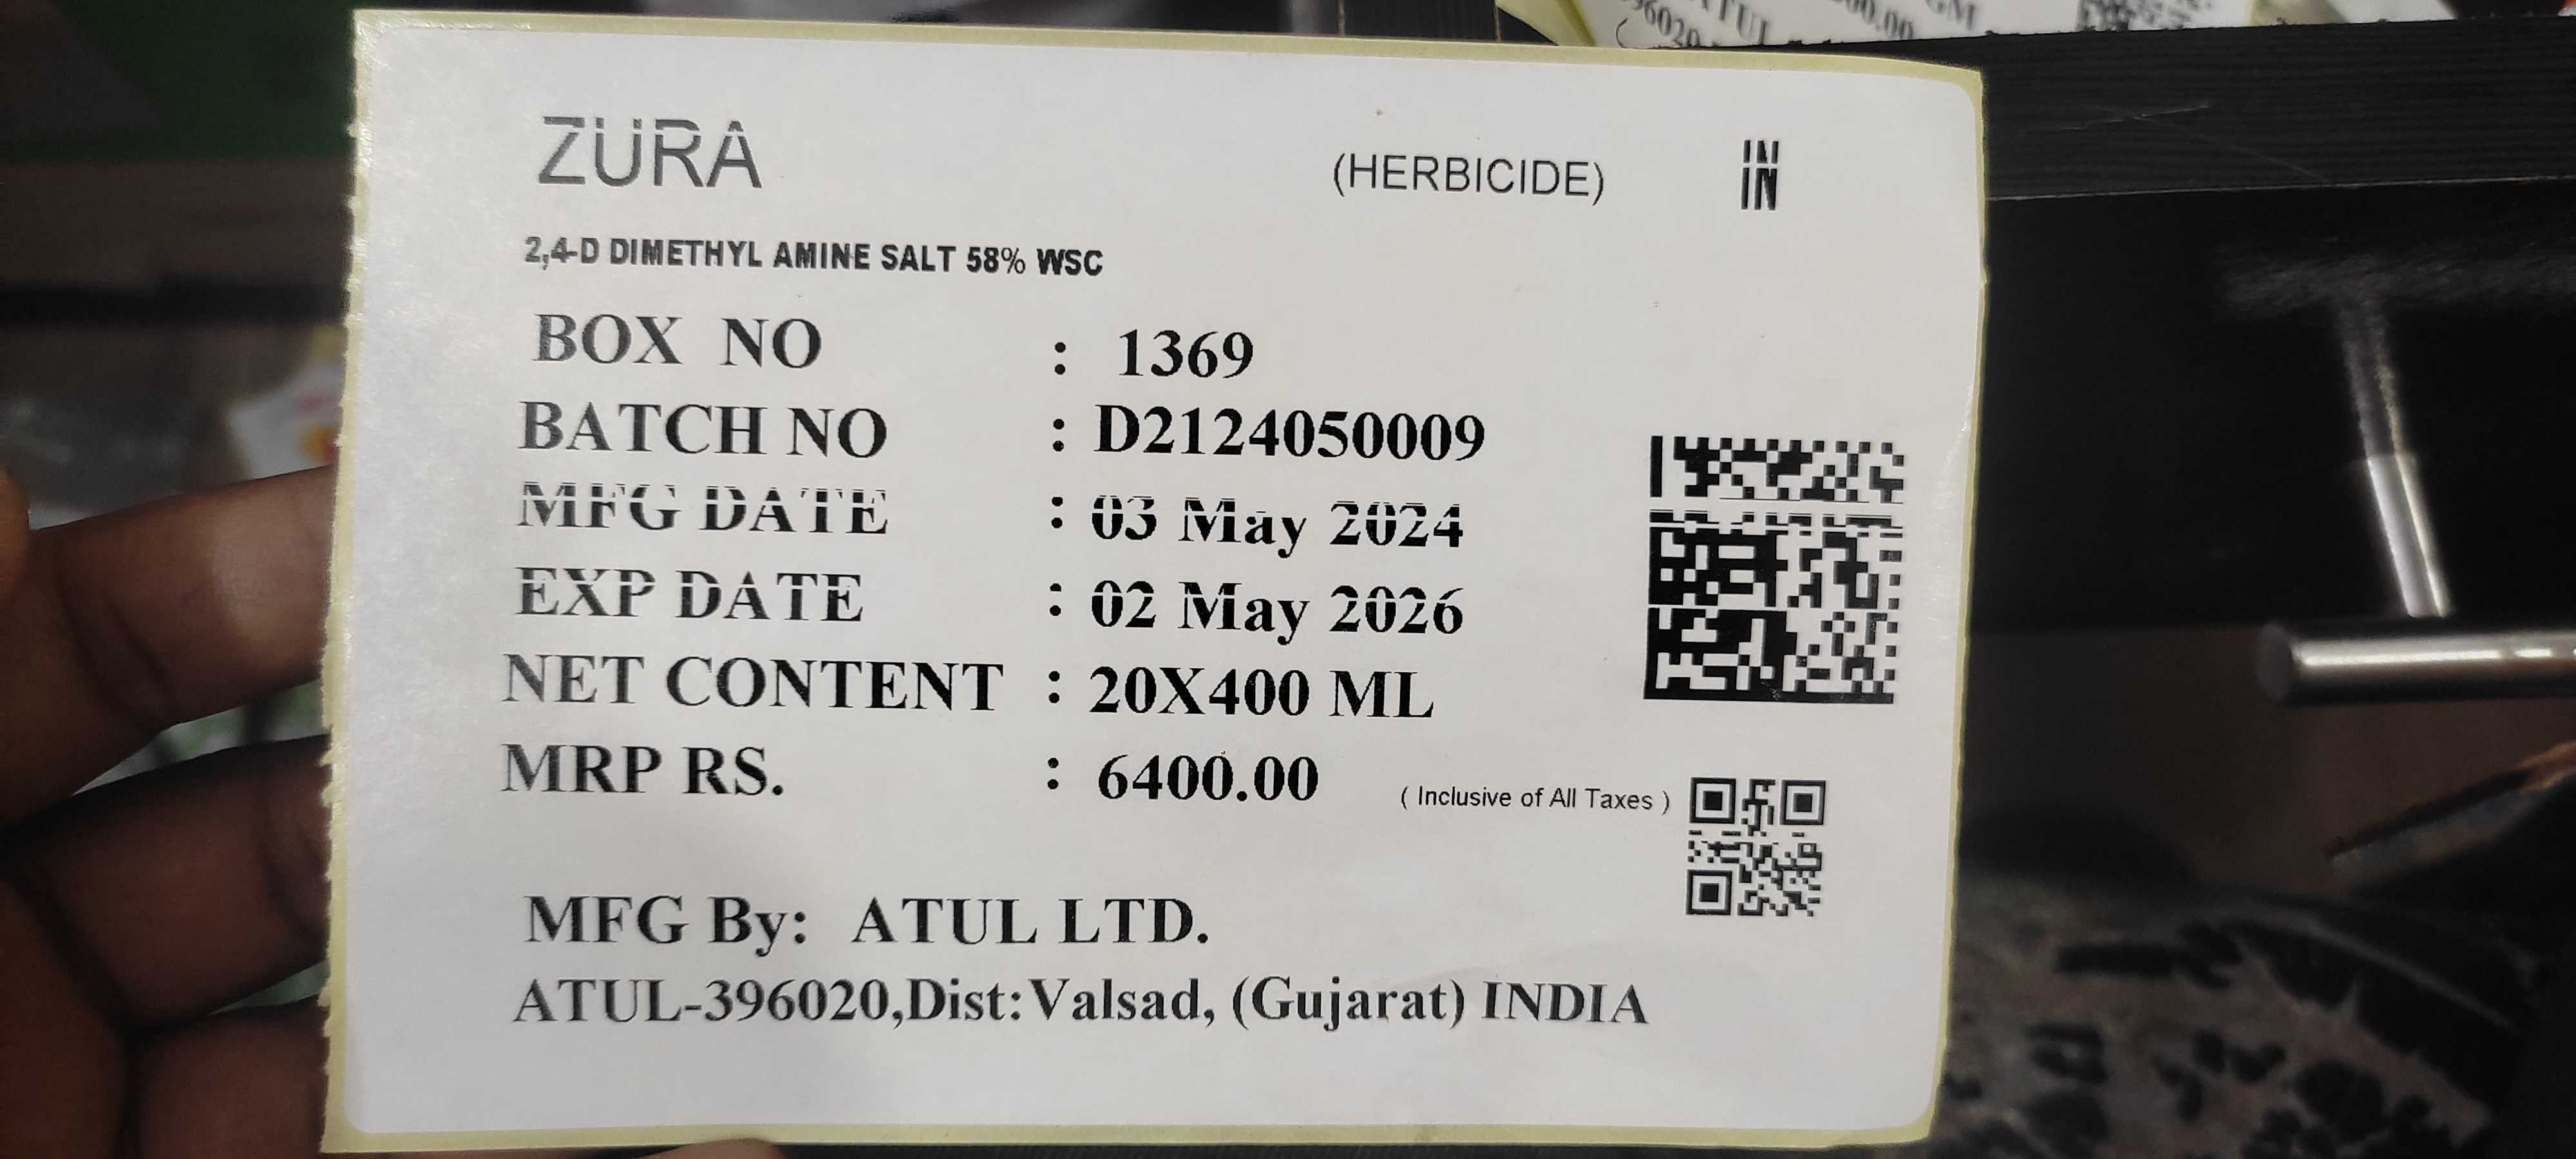 ZURA (HERBICIDE) IN
2,4-D DIMETHYL AMINE SALT 58% WSC
BOX NO : 1369
BATCH NO : D2124050009
MFG DATE : 03 May 2024
EXP DATE : 02 May 2026
NET CONTENT : 20X400 ML
MRP RS. : 6400.00 ( Inclusive of All Taxes )
MFG By: ATUL LTD.
ATUL-396020,Dist:Valsad, (Gujarat) INDIA